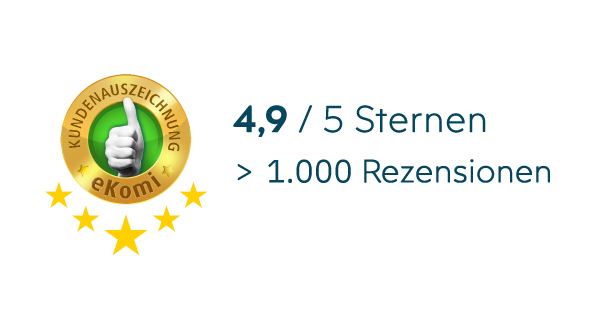 KUNDENAUSZEICHNUNG
eKomi
4,9 / 5 Sternen
> 1.000 Rezensionen